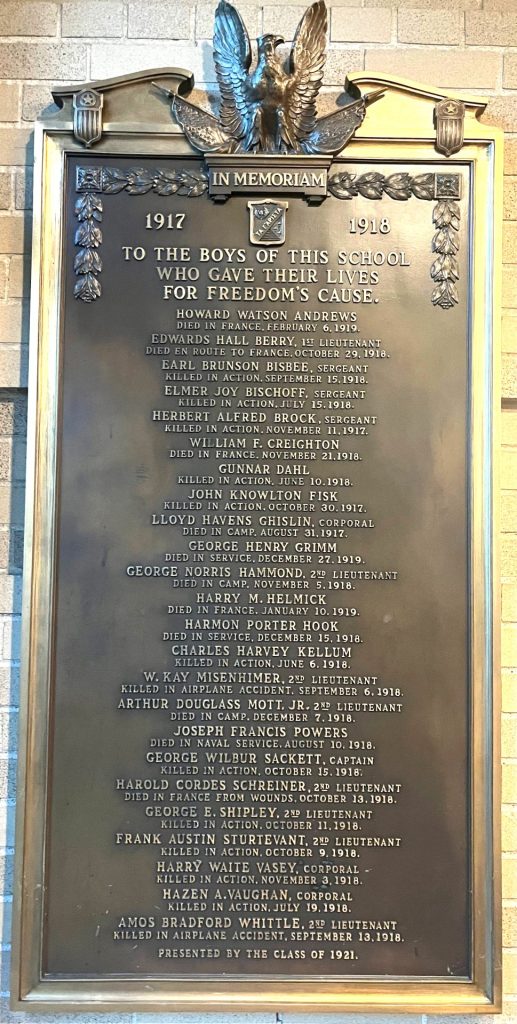 IN MEMORIAM
1917 1918
TO THE BOYS OF THIS SCHOOL
WHO GAVE THEIR LIVES
FOR FREEDOM'S CAUSE.
HOWARD WATSON ANDREWS
DIED IN FRANCE, FEBRUARY 6, 1919.
EDWARDS HALL BERRY, 1ST LIEUTENANT
DIED EN ROUTE TO FRANCE, OCTOBER 29, 1918.
EARL BRUNSON BISBEE, SERGEANT
KILLED IN ACTION, SEPTEMBER 15, 1918.
ELMER JOY BISCHOFF, SERGEANT
KILLED IN ACTION, JULY 15, 1918.
HERBERT ALFRED BROCK, SERGEANT
KILLED IN ACTION, NOVEMBER 11, 1917.
WILLIAM F. CREIGHTON
DIED IN FRANCE, NOVEMBER 21, 1918.
GUNNAR DAHL
KILLED IN ACTION, JUNE 10, 1918.
JOHN KNOWLTON FISK
KILLED IN ACTION, OCTOBER 30, 1917.
LLOYD HAVENS GHISLIN, CORPORAL
DIED IN CAMP, AUGUST 31, 1917.
GEORGE HENRY GRIMM
DIED IN SERVICE, DECEMBER 27, 1919.
GEORGE NORRIS HAMMOND, 2ND LIEUTENANT
DIED IN CAMP, NOVEMBER 5, 1918.
HARRY M. HELMICK
DIED IN FRANCE, JANUARY 10, 1919.
HARMON PORTER HOOK
DIED IN SERVICE, DECEMBER 15, 1918.
CHARLES HARVEY KELLUM
KILLED IN ACTION, JUNE 6, 1918.
W. KAY MISENHIMER, 2ND LIEUTENANT
KILLED IN AIRPLANE ACCIDENT, SEPTEMBER 6, 1918.
ARTHUR DOUGLASS MOTT, JR. 2ND LIEUTENANT
DIED IN CAMP, DECEMBER 7, 1918.
JOSEPH FRANCIS POWERS
DIED IN NAVAL SERVICE, AUGUST 10, 1918.
GEORGE WILBUR SACKETT, CAPTAIN
KILLED IN ACTION, OCTOBER 15, 1918.
HAROLD CORDES SCHREINER, 2ND LIEUTENANT
DIED IN FRANCE FROM WOUNDS, OCTOBER 13, 1918.
GEORGE E. SHIPLEY, 2ND LIEUTENANT
KILLED IN ACTION, OCTOBER 11, 1918.
FRANK AUSTIN STURTEVANT, 2ND LIEUTENANT
KILLED IN ACTION, OCTOBER 9, 1918.
HARRY WAITE VASEY, CORPORAL
KILLED IN ACTION, NOVEMBER 3, 1918.
HAZEN A. VAUGHAN, CORPORAL
KILLED IN ACTION, JULY 19, 1918.
AMOS BRADFORD WHITTLE, 2ND LIEUTENANT
KILLED IN AIRPLANE ACCIDENT, SEPTEMBER 13, 1918.
PRESENTED BY THE CLASS OF 1921.